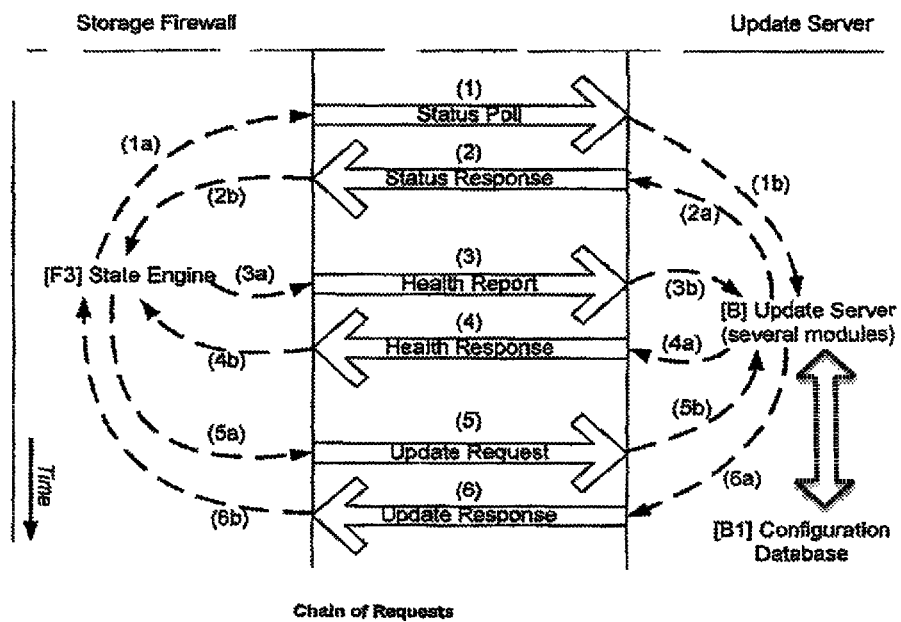 Storage Firewall
Update Server
(1)
Status Poll
(1a)
(1b)
(2)
Status Response
(2b)
(2a)
[F3] State Engine
(3a)
(3)
Health Report
(3b)
[B] Update Server
(several modules)
(4)
Health Response
(4b)
(4a)
(5a)
(5)
Update Request
(5b)
(6)
Update Response
(6a)
(6b)
Time
[B1] Configuration
Database
Chain of Requests